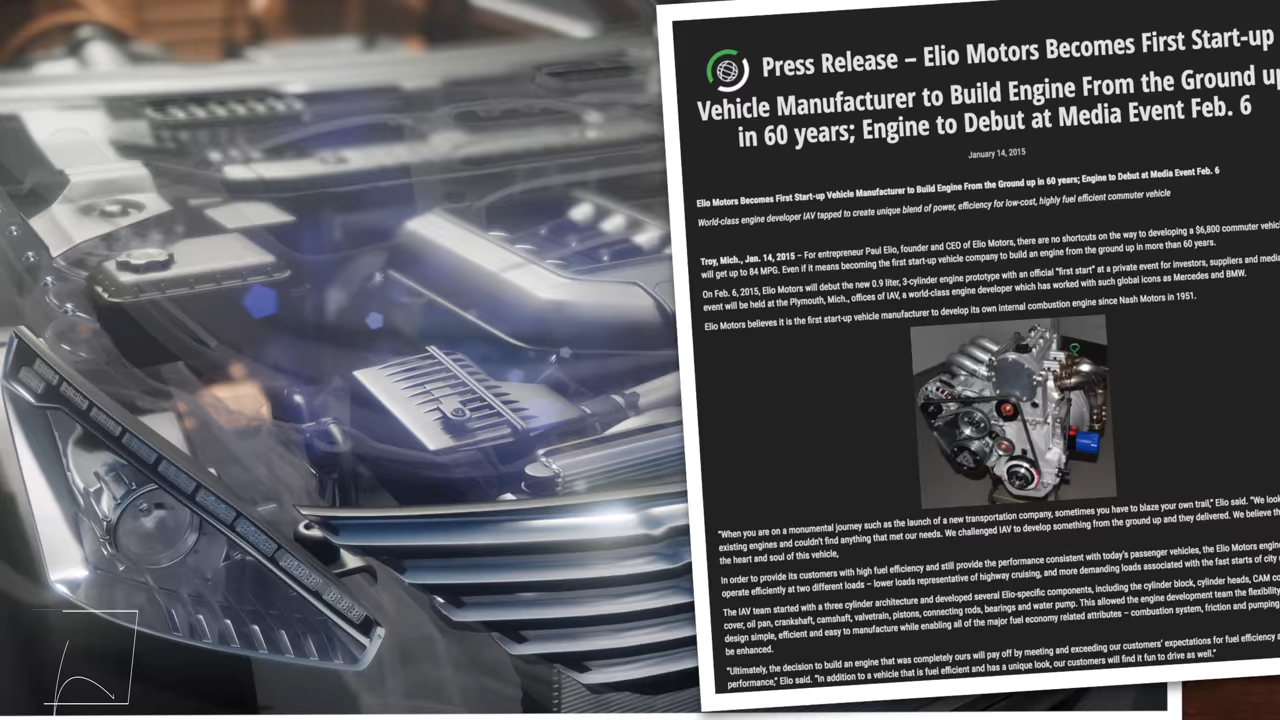 Press Release – Elio Motors Becomes First Start-up
Vehicle Manufacturer to Build Engine From the Ground up
in 60 years; Engine to Debut at Media Event Feb. 6
January 14, 2015
Elio Motors Becomes First Start-up Vehicle Manufacturer to Build Engine From the Ground up in 60 years; Engine to Debut at Media Event Feb. 6
World-class engine developer IAV tapped to create unique blend of power, efficiency for low-cost, highly fuel efficient commuter vehicle
Troy, Mich., Jan. 14, 2015 – For entrepreneur Paul Elio, founder and CEO of Elio Motors, there are no shortcuts on the way to developing a $6,800 commuter vehic
will get up to 84 MPG. Even if it means becoming the first start-up vehicle company to build an engine from the ground up in more than 60 years.
On Feb. 6, 2015, Elio Motors will debut the new 0.9 liter, 3-cylinder engine prototype with an official "first start" at a private event for investors, suppliers and media
event will be held at the Plymouth, Mich., offices of IAV, a world-class engine developer which has worked with such global icons as Mercedes and BMW.
Elio Motors believes it is the first start-up vehicle manufacturer to develop its own internal combustion engine since Nash Motors in 1951.
"When you are on a monumental journey such as the launch of a new transportation company, sometimes you have to blaze your own trail," Elio said. "We look
existing engines and couldn't find anything that met our needs. We challenged IAV to develop something from the ground up and they delivered. We believe th
the heart and soul of this vehicle,
In order to provide its customers with high fuel efficiency and still provide the performance consistent with today's passenger vehicles, the Elio Motors engin
operate efficiently at two different loads – lower loads representative of highway cruising, and more demanding loads associated with the fast starts of city
The IAV team started with a three cylinder architecture and developed several Elio-specific components, including the cylinder block, cylinder heads, CAM co
cover, oil pan, crankshaft, camshaft, valvetrain, pistons, connecting rods, bearings and water pump. This allowed the engine development team the flexibility
design simple, efficient and easy to manufacture while enabling all of the major fuel economy related attributes – combustion system, friction and pumping
be enhanced.
"Ultimately, the decision to build an engine that was completely ours will pay off by meeting and exceeding our customers' expectations for fuel efficiency a
performance," Elio said. "In addition to a vehicle that is fuel efficient and has a unique look, our customers will find it fun to drive as well."